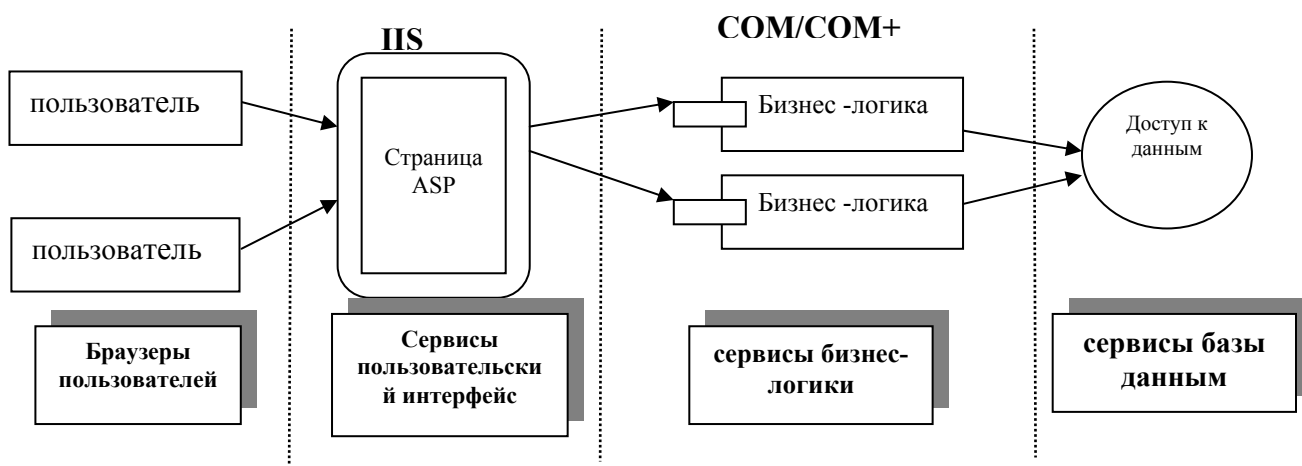 IIS
COM/COM+
пользователь
пользователь
Страница
ASP
Бизнес -логика
Бизнес -логика
Доступ к
данным
Браузеры
пользователей
Сервисы
пользовательски
й интерфейс
сервисы бизнес-
логики
сервисы базы
данным